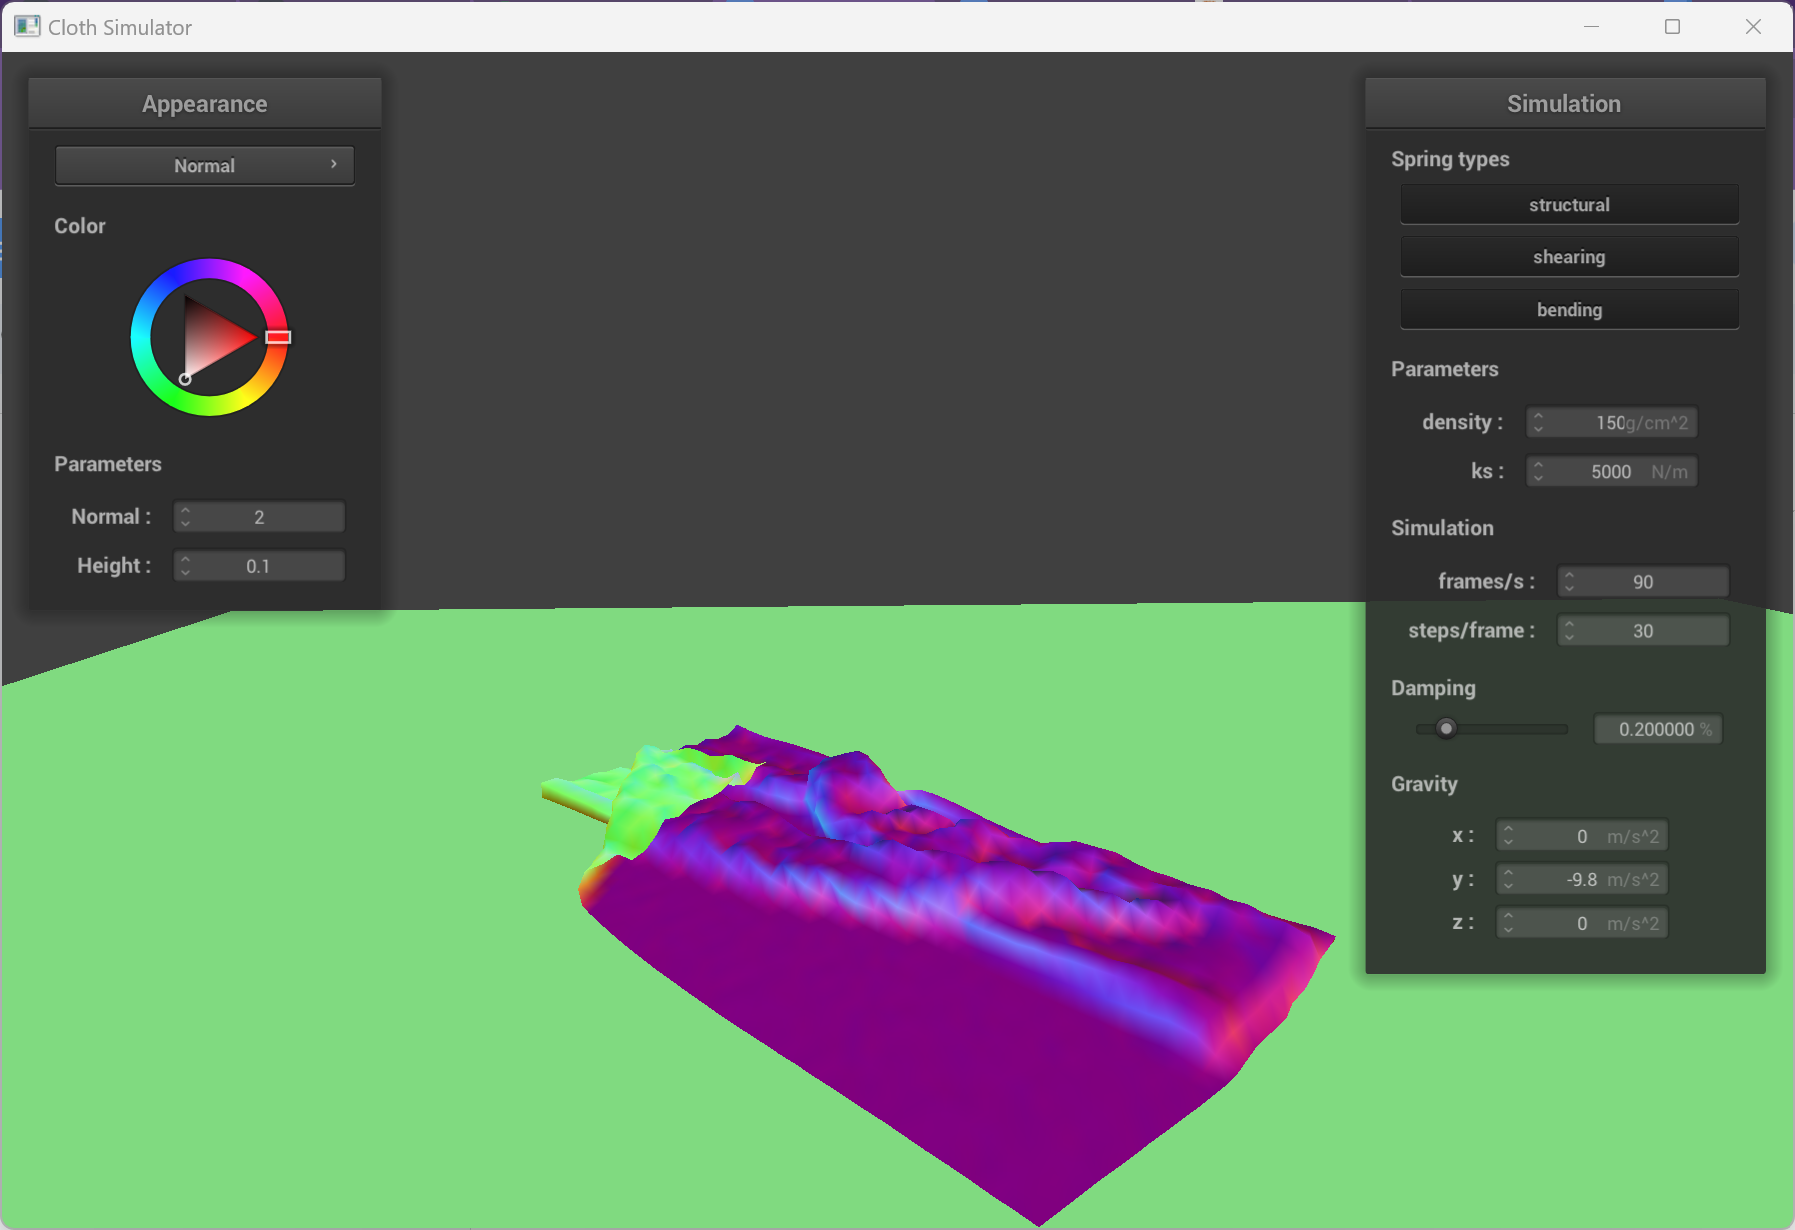 Cloth Simulator
Appearance
Normal
Color
Parameters
Normal : 2
Height : 0.1
Simulation
Spring types
structural
shearing
bending
Parameters
density : 150 g/cm^2
ks : 5000 N/m
Simulation
frames/s : 90
steps/frame : 30
Damping
0.200000 %
Gravity
x : 0 m/s^2
y : -9.8 m/s^2
z : 0 m/s^2